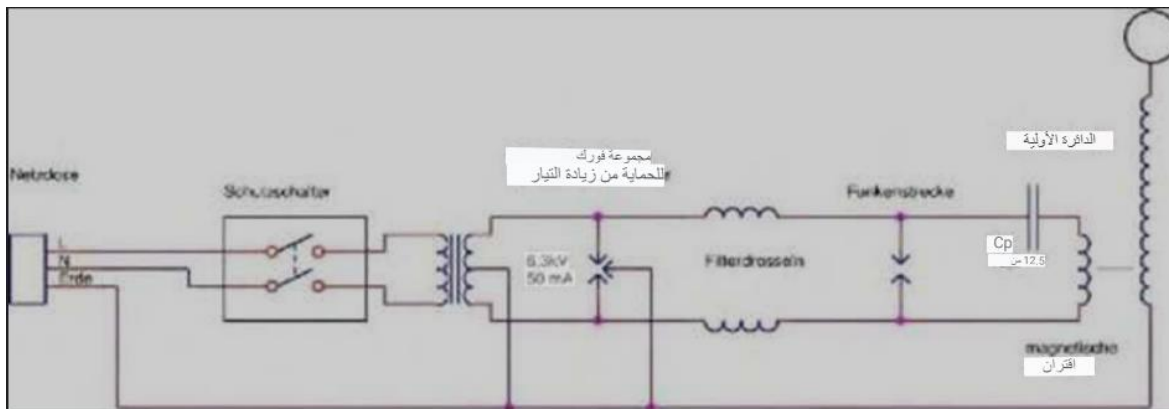 الدائرة الأولية
مجموعة فورك
للحماية من زيادة التيار
Netzdose
Schutzschalter
Funkenstrecke
L
N
Erde
6.3kV
50 mA
Filterdrosseln
Cp
magnetische
اقتران